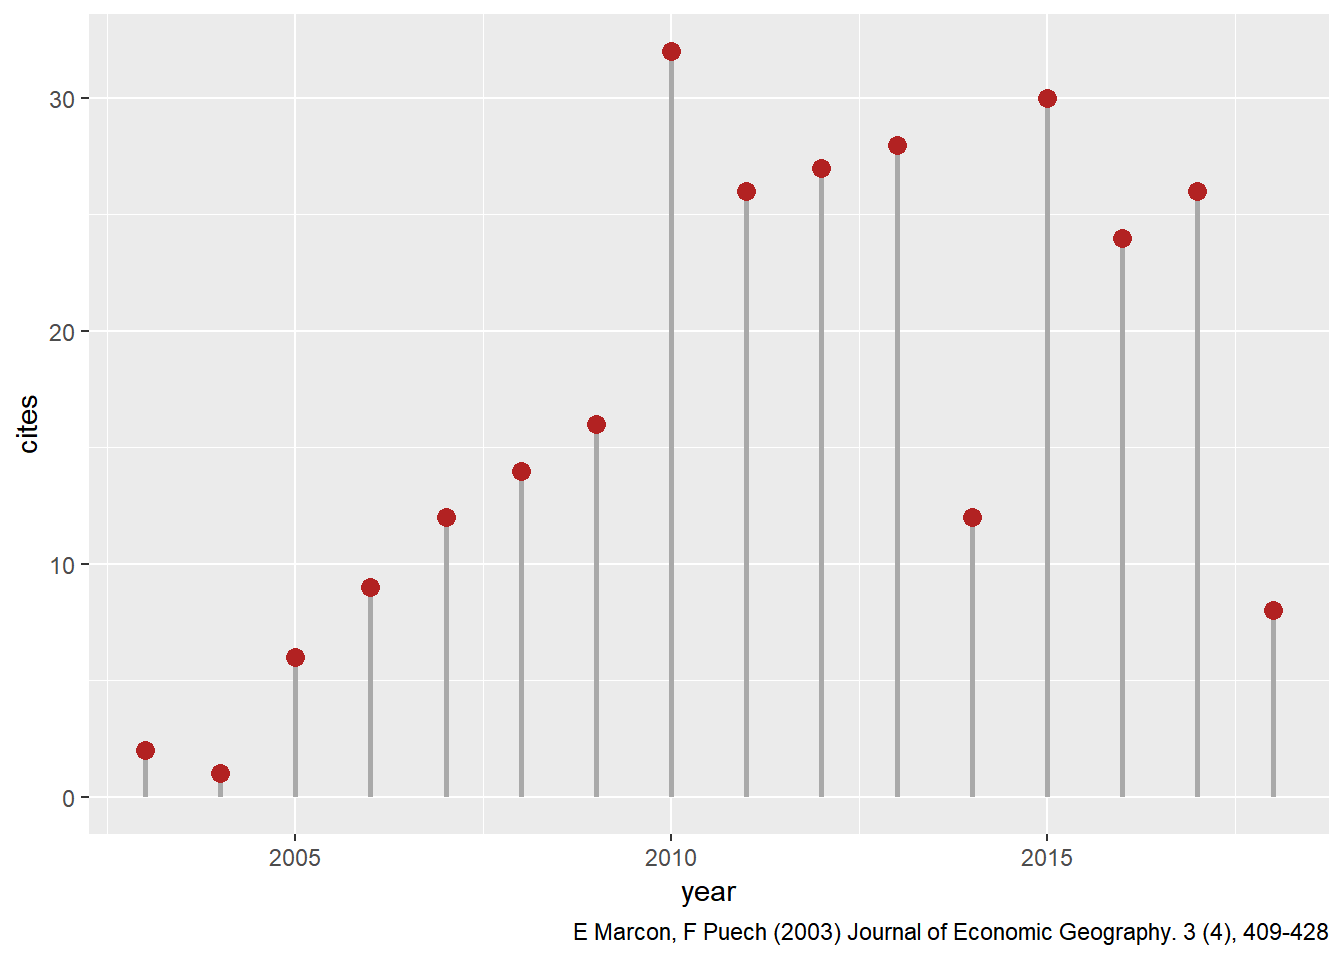 cites
30
20
10
0
2005
2010
2015
year
E Marcon, F Puech (2003) Journal of Economic Geography. 3 (4), 409-428